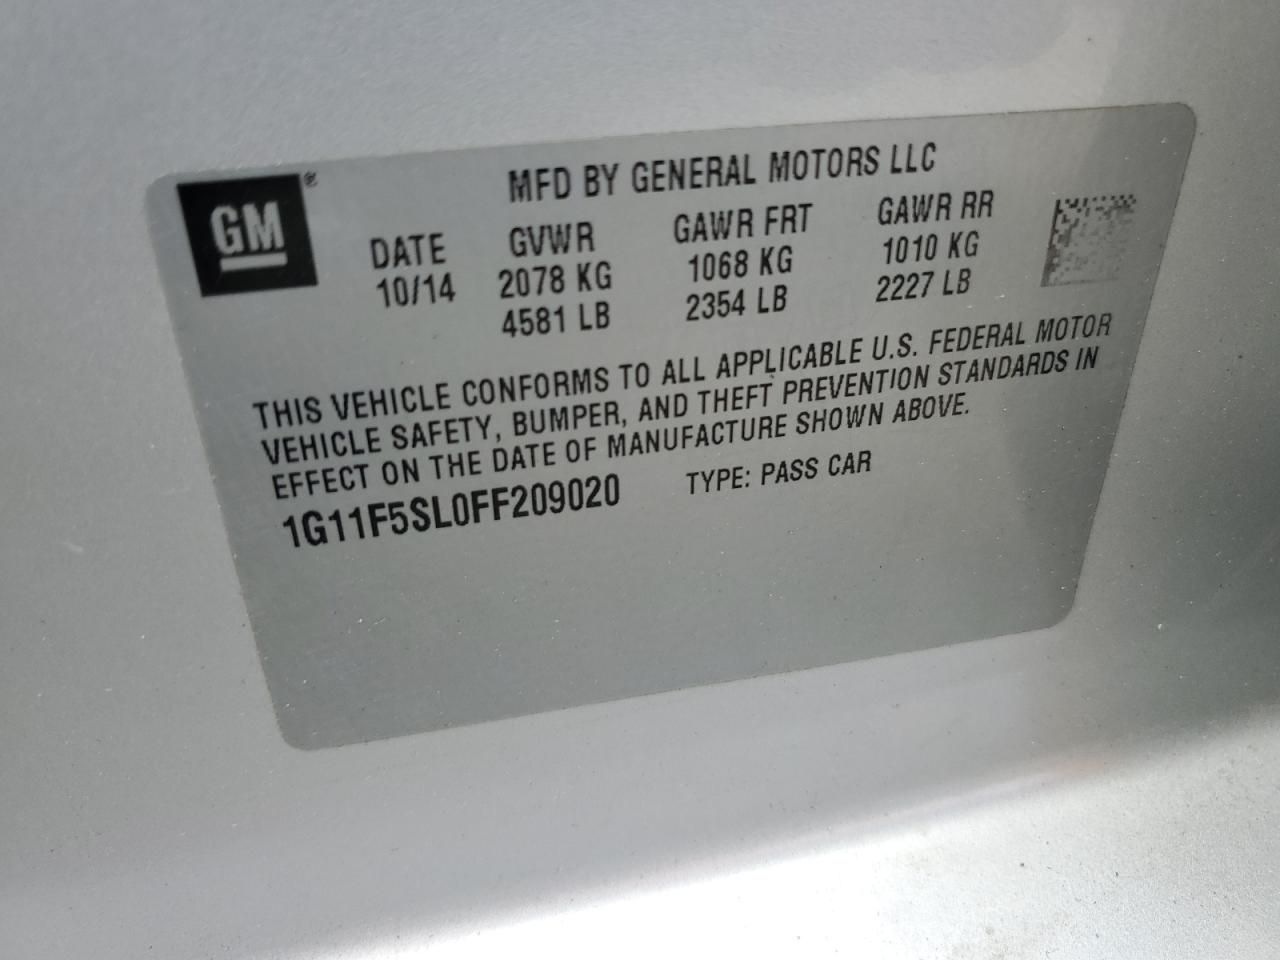 GM®
MFD BY GENERAL MOTORS LLC
DATE GVWR GAWR FRT GAWR RR
10/14 2078 KG 1068 KG 1010 KG
4581 LB 2354 LB 2227 LB
THIS VEHICLE CONFORMS TO ALL APPLICABLE U.S. FEDERAL MOTOR
VEHICLE SAFETY, BUMPER, AND THEFT PREVENTION STANDARDS IN
EFFECT ON THE DATE OF MANUFACTURE SHOWN ABOVE.
1G11F5SL0FF209020 TYPE: PASS CAR